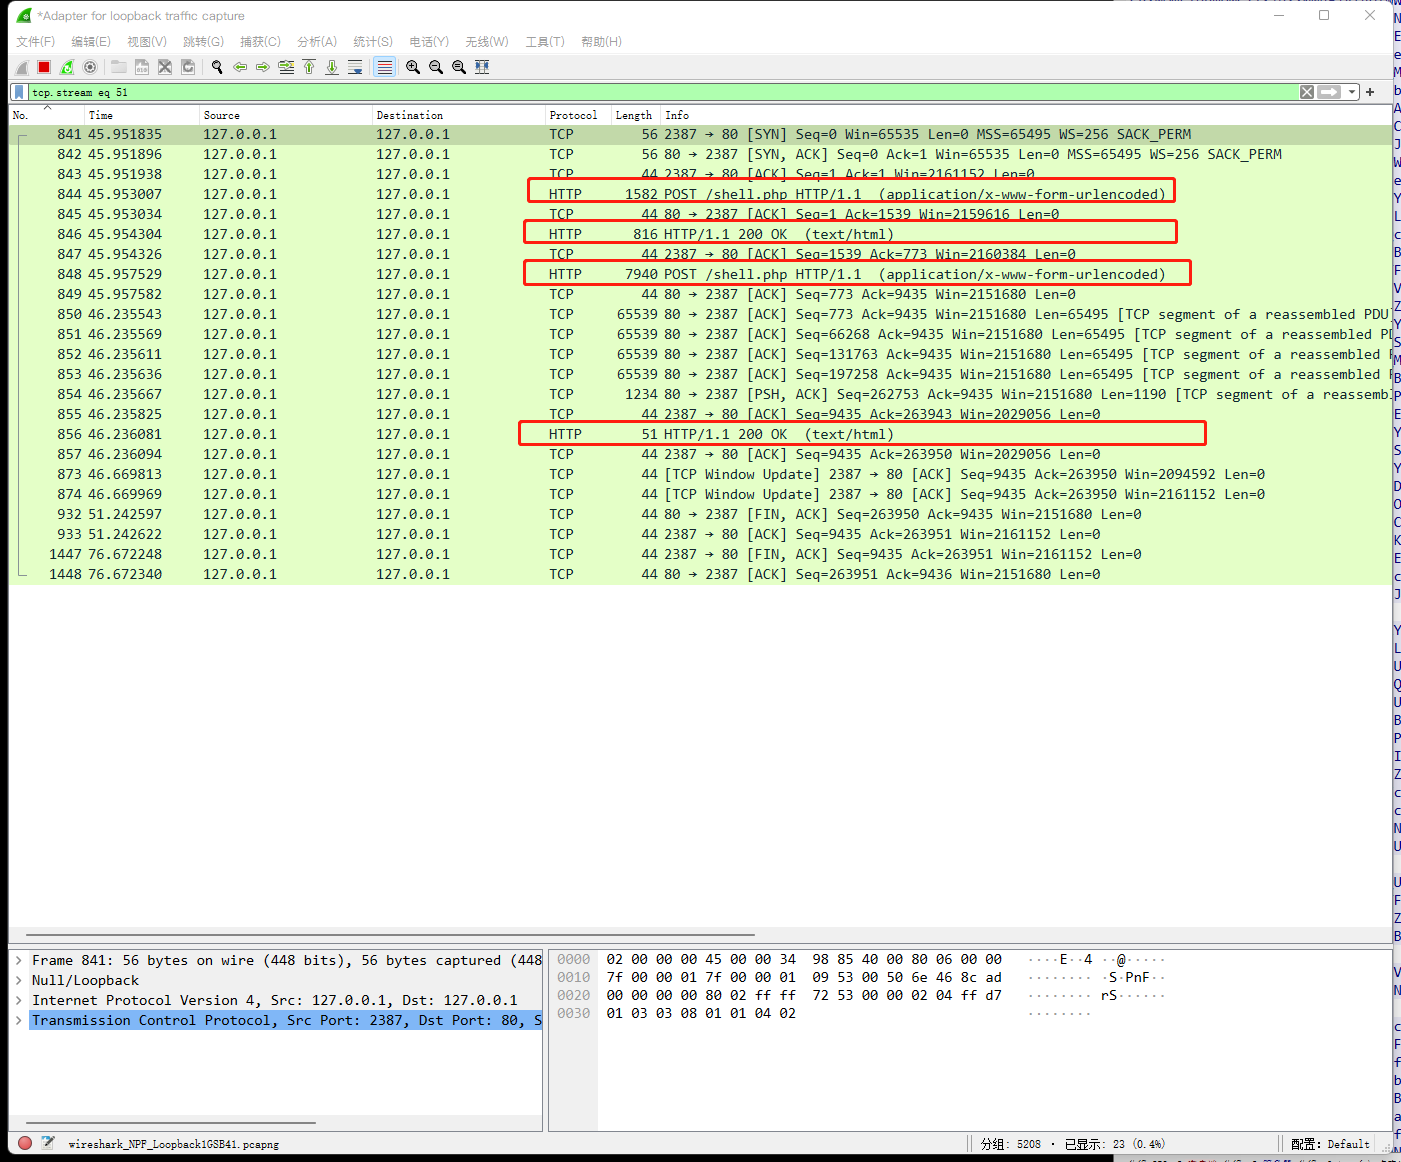 *Adapter for loopback traffic capture
文件(F) 编辑(E) 视图(V) 跳转(G) 捕获(C) 分析(A) 统计(S) 电话(Y) 无线(W) 工具(T) 帮助(H)
tcp.stream eq 51
No. Time Source Destination Protocol Length Info
841 45.951835 127.0.0.1 127.0.0.1 TCP 56 2387 → 80 [SYN] Seq=0 Win=65535 Len=0 MSS=65495 WS=256 SACK_PERM
842 45.951896 127.0.0.1 127.0.0.1 TCP 56 80 → 2387 [SYN, ACK] Seq=0 Ack=1 Win=65535 Len=0 MSS=65495 WS=256 SACK_PERM
843 45.951938 127.0.0.1 127.0.0.1 TCP 44 2387 → 80 [ACK] Seq=1 Ack=1 Win=2161152 Len=0
844 45.953007 127.0.0.1 127.0.0.1 HTTP 1582 POST /shell.php HTTP/1.1 (application/x-www-form-urlencoded)
845 45.953034 127.0.0.1 127.0.0.1 TCP 44 80 → 2387 [ACK] Seq=1 Ack=1539 Win=2159616 Len=0
846 45.954304 127.0.0.1 127.0.0.1 HTTP 816 HTTP/1.1 200 OK (text/html)
847 45.954326 127.0.0.1 127.0.0.1 TCP 44 2387 → 80 [ACK] Seq=1539 Ack=773 Win=2160384 Len=0
848 45.957529 127.0.0.1 127.0.0.1 HTTP 7940 POST /shell.php HTTP/1.1 (application/x-www-form-urlencoded)
849 45.957582 127.0.0.1 127.0.0.1 TCP 44 80 → 2387 [ACK] Seq=773 Ack=9435 Win=2151680 Len=0
850 46.235543 127.0.0.1 127.0.0.1 TCP 65539 80 → 2387 [ACK] Seq=773 Ack=9435 Win=2151680 Len=65495 [TCP segment of a reassembled PDU]
851 46.235569 127.0.0.1 127.0.0.1 TCP 65539 80 → 2387 [ACK] Seq=66268 Ack=9435 Win=2151680 Len=65495 [TCP segment of a reassembled
852 46.235611 127.0.0.1 127.0.0.1 TCP 65539 80 → 2387 [ACK] Seq=131763 Ack=9435 Win=2151680 Len=65495 [TCP segment of a reassembled
853 46.235636 127.0.0.1 127.0.0.1 TCP 65539 80 → 2387 [ACK] Seq=197258 Ack=9435 Win=2151680 Len=65495 [TCP segment of a reassembled
854 46.235667 127.0.0.1 127.0.0.1 TCP 1234 80 → 2387 [PSH, ACK] Seq=262753 Ack=9435 Win=2151680 Len=1190 [TCP segment of a reassemb
855 46.235825 127.0.0.1 127.0.0.1 TCP 44 2387 → 80 [ACK] Seq=9435 Ack=263943 Win=2029056 Len=0
856 46.236081 127.0.0.1 127.0.0.1 HTTP 51 HTTP/1.1 200 OK (text/html)
857 46.236094 127.0.0.1 127.0.0.1 TCP 44 2387 → 80 [ACK] Seq=9435 Ack=263950 Win=2029056 Len=0
873 46.669813 127.0.0.1 127.0.0.1 TCP 44 [TCP Window Update] 2387 → 80 [ACK] Seq=9435 Ack=263950 Win=2094592 Len=0
874 46.669969 127.0.0.1 127.0.0.1 TCP 44 [TCP Window Update] 2387 → 80 [ACK] Seq=9435 Ack=263950 Win=2161152 Len=0
932 51.242597 127.0.0.1 127.0.0.1 TCP 44 80 → 2387 [FIN, ACK] Seq=263950 Ack=9435 Win=2151680 Len=0
933 51.242622 127.0.0.1 127.0.0.1 TCP 44 2387 → 80 [ACK] Seq=9435 Ack=263951 Win=2161152 Len=0
1447 76.672248 127.0.0.1 127.0.0.1 TCP 44 2387 → 80 [FIN, ACK] Seq=9435 Ack=263951 Win=2161152 Len=0
1448 76.672340 127.0.0.1 127.0.0.1 TCP 44 80 → 2387 [ACK] Seq=263951 Ack=9436 Win=2151680 Len=0
Frame 841: 56 bytes on wire (448 bits), 56 bytes captured (448
Null/Loopback
Internet Protocol Version 4, Src: 127.0.0.1, Dst: 127.0.0.1
Transmission Control Protocol, Src Port: 2387, Dst Port: 80, S
0000 02 00 00 00 45 00 00 34 98 85 40 00 80 06 00 00 ····E··4 ··@·····
0010 7f 00 00 01 7f 00 00 01 09 53 00 50 6e 46 8c ad ········ ·S·PnF··
0020 00 00 00 00 80 02 ff ff 72 53 00 00 02 04 ff d7 ········ rS······
0030 01 03 03 08 01 01 04 02 ········
wireshark_NPF_Loopback1GSB41.pcapng
分组: 5208 · 已显示: 23 (0.4%)
配置: Default